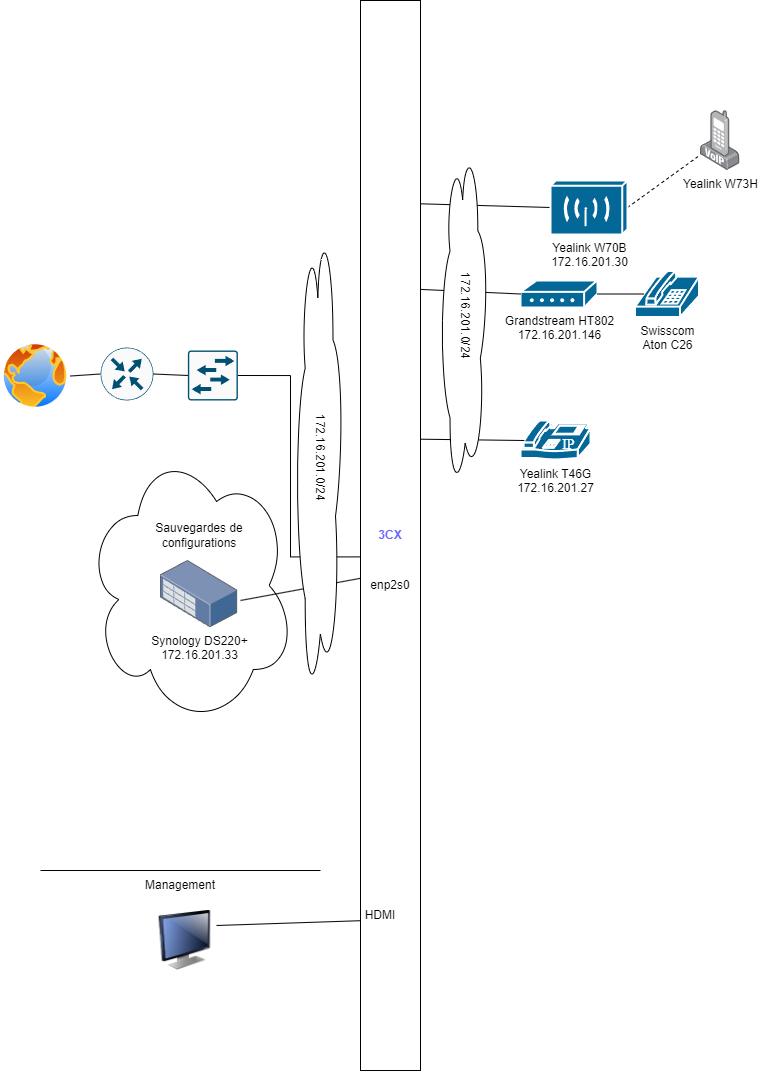 VoIP
Yealink W73H
Yealink W70B
172.16.201.30
172.16.201.0/24
Grandstream HT802
172.16.201.146
Swisscom
Aton C26
172.16.201.0/24
IP
Yealink T46G
172.16.201.27
Sauvegardes de
configurations
3CX
enp2s0
Synology DS220+
172.16.201.33
Management
HDMI